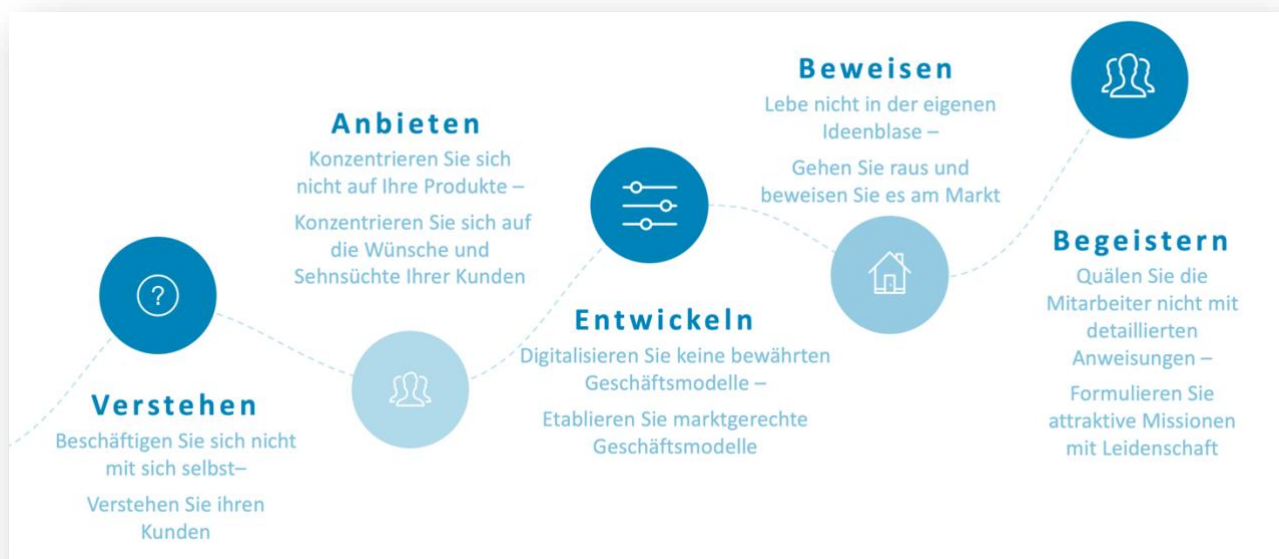 Verstehen
Beschäftigen Sie sich nicht
mit sich selbst–
Verstehen Sie ihren
Kunden
Anbieten
Konzentrieren Sie sich
nicht auf Ihre Produkte –
Konzentrieren Sie sich auf
die Wünsche und
Sehnsüchte Ihrer Kunden
?
Entwickeln
Digitalisieren Sie keine bewährten
Geschäftsmodelle –
Etablieren Sie marktgerechte
Geschäftsmodelle
Beweisen
Lebe nicht in der eigenen
Ideenblase –
Gehen Sie raus und
beweisen Sie es am Markt
Begeistern
Quälen Sie die
Mitarbeiter nicht mit
detaillierten
Anweisungen –
Formulieren Sie
attraktive Missionen
mit Leidenschaft